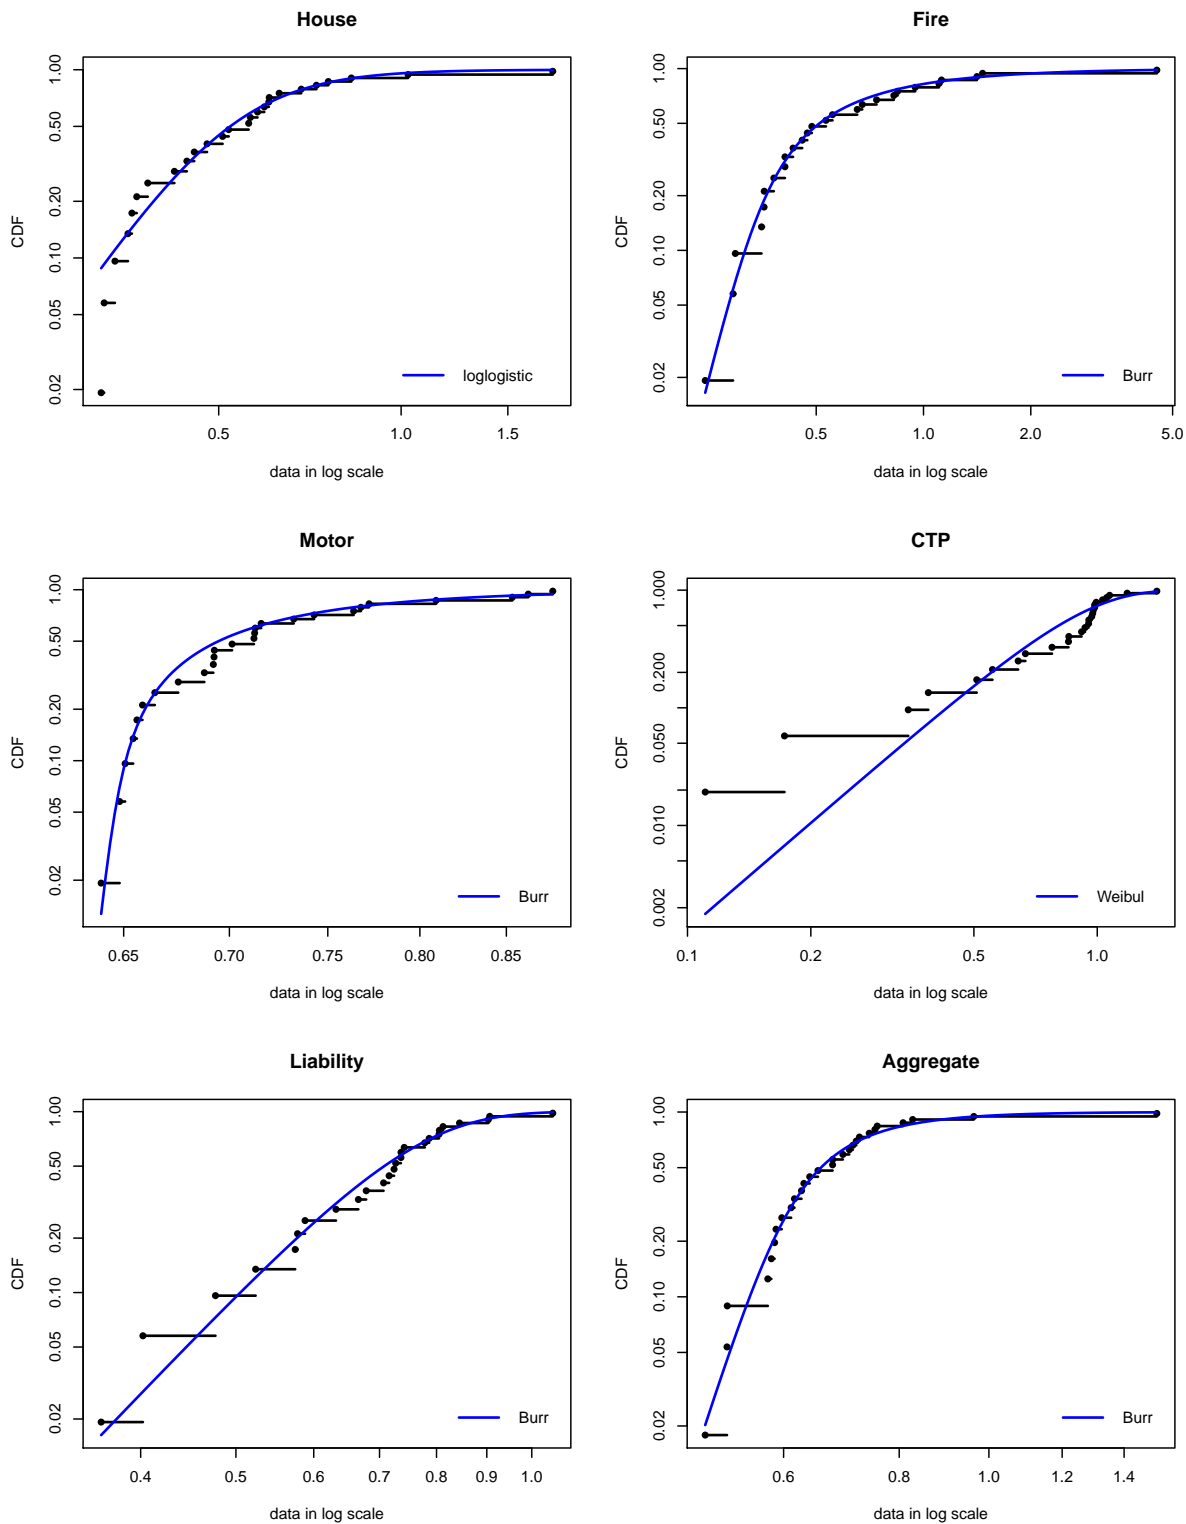 House
CDF
1.00
0.50
0.20
0.10
0.05
0.02
loglogistic
0.5
1.0
1.5
data in log scale
Fire
CDF
1.00
0.50
0.20
0.10
0.05
0.02
Burr
0.5
1.0
2.0
5.0
data in log scale
Motor
CDF
1.00
0.50
0.20
0.10
0.05
0.02
Burr
0.65
0.70
0.75
0.80
0.85
data in log scale
CTP
CDF
1.000
0.200
0.050
0.010
0.002
Weibul
0.1
0.2
0.5
1.0
data in log scale
Liability
CDF
1.00
0.50
0.20
0.10
0.05
0.02
Burr
0.4
0.5
0.6
0.7
0.8
0.9
1.0
data in log scale
Aggregate
CDF
1.00
0.50
0.20
0.10
0.05
0.02
Burr
0.6
0.8
1.0
1.2
1.4
data in log scale